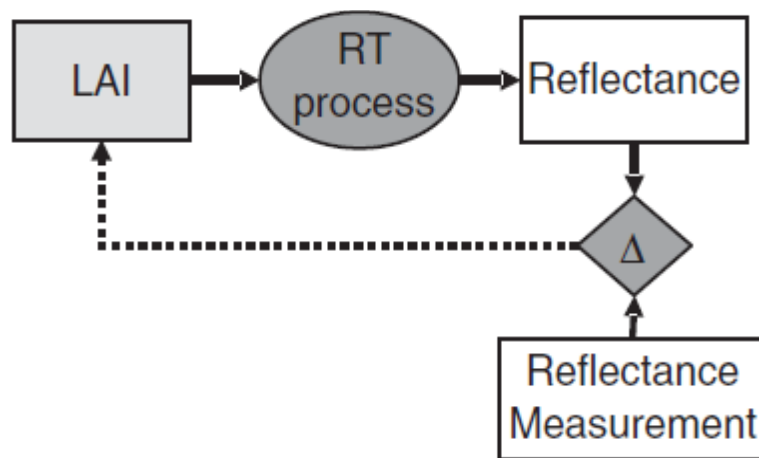 LAI
RT
process
Reflectance
Δ
Reflectance
Measurement